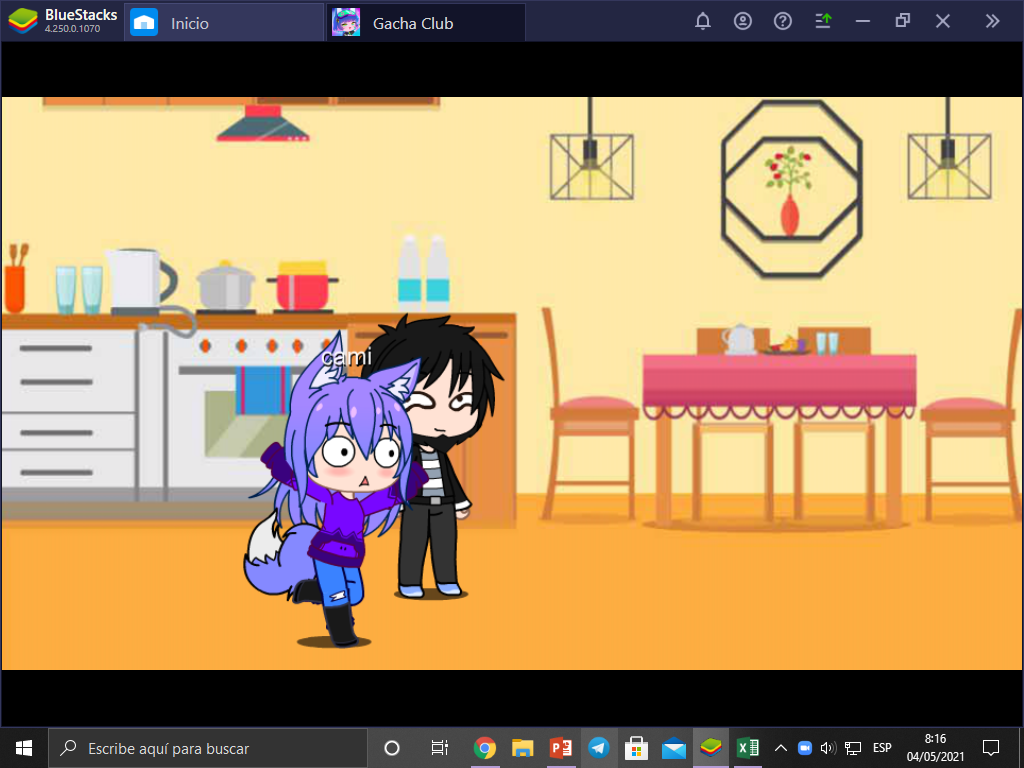 BlueStacks
4.250.0.1070
Inicio
Gacha Club
cami
Escribe aquí para buscar
ESP
8:16
04/05/2021